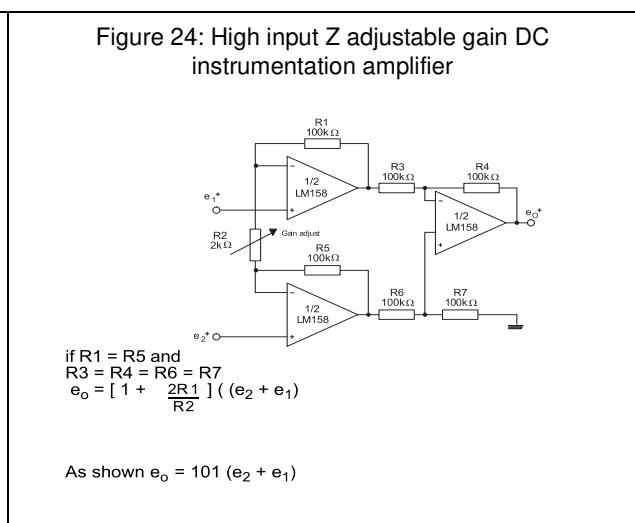 Figure 24: High input Z adjustable gain DC
instrumentation amplifier
R1
100kΩ
R3
100kΩ
R4
100kΩ
1/2
LM158
e1+
1/2
LM158
eO+
R2
2kΩ
Gain adjust
R5
100kΩ
R6
100kΩ
R7
100kΩ
1/2
LM158
e2+
if R1 = R5 and
R3 = R4 = R6 = R7
eo = [ 1 + 2R1/R2 ] ( (e2 + e1)
As shown eo = 101 (e2 + e1)